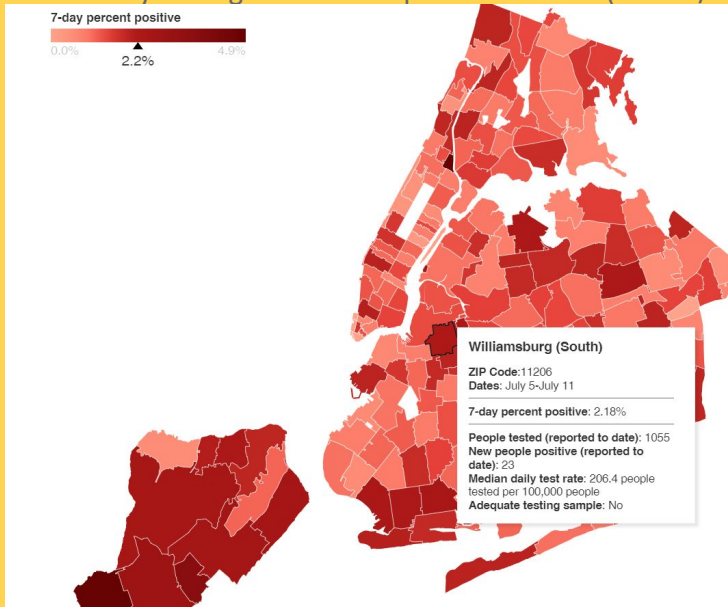 7-day percent positive
0.0%
4.9%
2.2%
Williamsburg (South)
ZIP Code:11206
Dates: July 5-July 11
7-day percent positive: 2.18%
People tested (reported to date): 1055
New people positive (reported to
date): 23
Median daily test rate: 206.4 people
tested per 100,000 people
Adequate testing sample: No